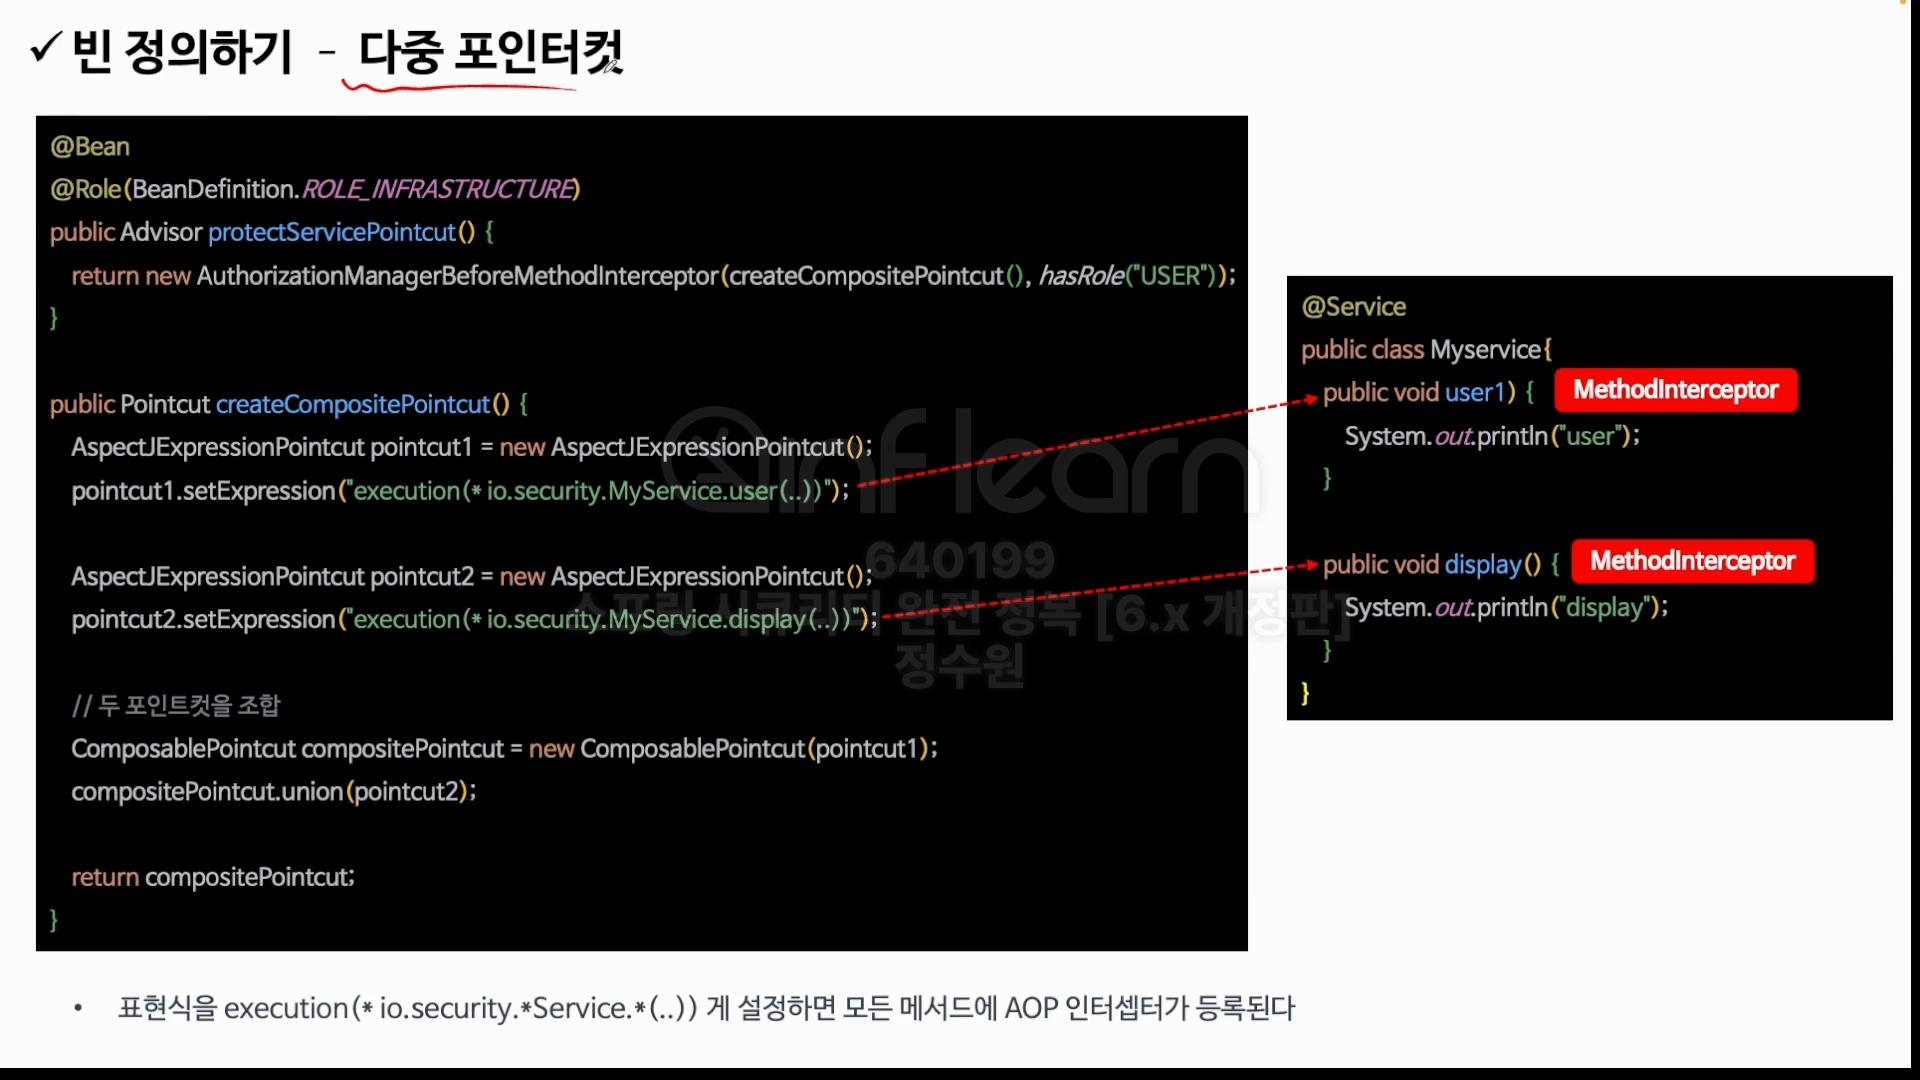 ✓ 빈 정의하기 - 다중 포인터컷
@Bean
@Role(BeanDefinition.ROLE_INFRASTRUCTURE)
public Advisor protectServicePointcut() {
return new AuthorizationManagerBeforeMethodInterceptor(createCompositePointcut(), hasRole("USER"));
}
public Pointcut createCompositePointcut() {
AspectJExpressionPointcut pointcut1 = new AspectJExpressionPointcut();
pointcut1.setExpression("execution(* io.security.MyService.user(..))");
AspectJExpressionPointcut pointcut2 = new AspectJExpressionPointcut();
pointcut2.setExpression("execution(* io.security.MyService.display(..))");
// 두 포인트컷을 조합
ComposablePointcut compositePointcut = new ComposablePointcut(pointcut1);
compositePointcut.union(pointcut2);
return compositePointcut;
}
@Service
public class Myservice{
public void user1) { MethodInterceptor
System.out.println("user");
}
public void display() { MethodInterceptor
System.out.println("display");
}
}
inflearn
640199
스프링 시큐리티 완전 정복 [6.x 개정판]
정수원
• 표현식을 execution(* io.security.*Service.*(..)) 게 설정하면 모든 메서드에 AOP 인터셉터가 등록된다